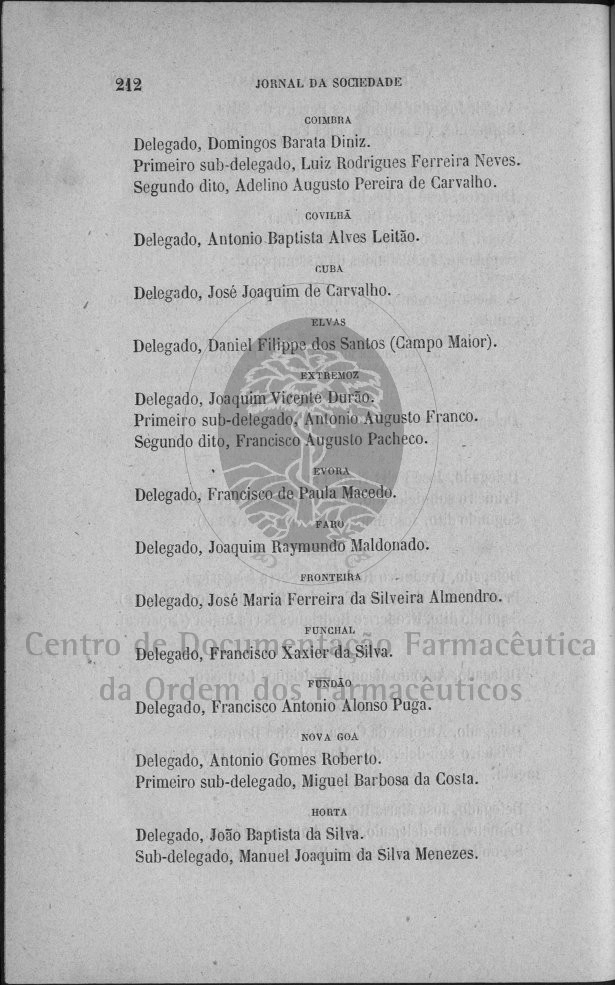 212
JORNAL DA SOCIEDADE
COIMBRA
Delegado, Domingos Barata Diniz.
Primeiro sub-delegado, Luiz Rodrigues Ferreira Neves.
Segundo dito, Adelino Augusto Pereira de Carvalho.
COVILHÃ
Delegado, Antonio Baptista Alves Leitão.
CUBA
Delegado, José Joaquim de Carvalho.
ELVAS
Delegado, Daniel Filippe dos Santos (Campo Maior).
EXTREMOZ
Delegado, Joaquim Vicente Durão.
Primeiro sub-delegado, Antonio Augusto Franco.
Segundo dito, Francisco Augusto Pacheco.
EVORA
Delegado, Francisco de Paula Macedo.
FARO
Delegado, Joaquim Raymundo Maldonado.
FRONTEIRA
Delegado, José Maria Ferreira da Silveira Almendro.
FUNCHAL
Centro de Documentação Farmacêutica
Delegado, Francisco Xaxier da Silva.
FUNDÃO
da Ordem dos Farmacêuticos
Delegado, Francisco Antonio Alonso Puga.
NOVA GOA
Delegado, Antonio Gomes Roberto.
Primeiro sub-delegado, Miguel Barbosa da Costa.
HORTA
Delegado, João Baptista da Silva.
Sub-delegado, Manuel Joaquim da Silva Menezes.